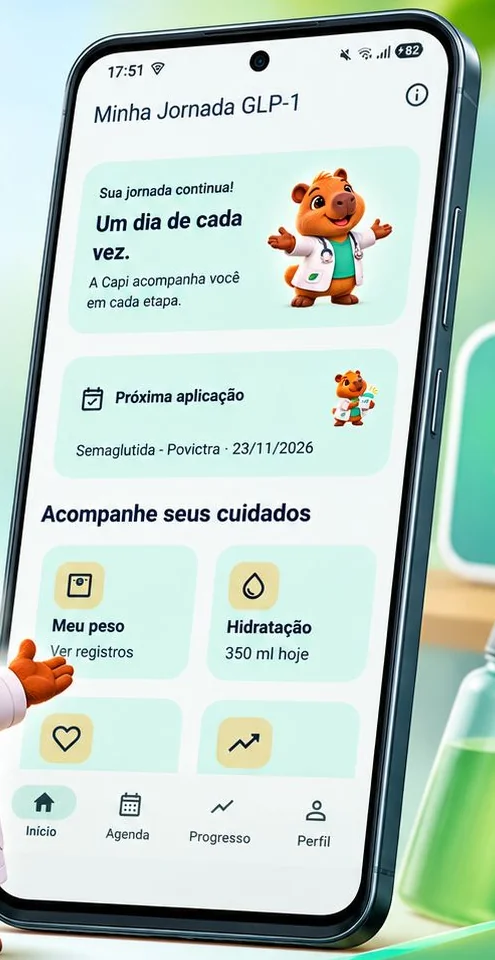 17:51
82
Minha Jornada GLP-1
Sua jornada continua!
Um dia de cada
vez.
A Capi acompanha você
em cada etapa.
Próxima aplicação
Semaglutida - Povictra · 23/11/2026
Acompanhe seus cuidados
Meu peso
Ver registros
Hidratação
350 ml hoje
Início
Agenda
Progresso
Perfil